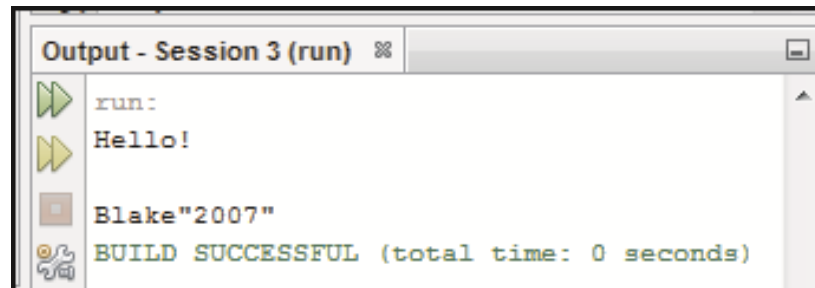 Output - Session 3 (run)
run:
Hello!
Blake"2007"
BUILD SUCCESSFUL (total time: 0 seconds)